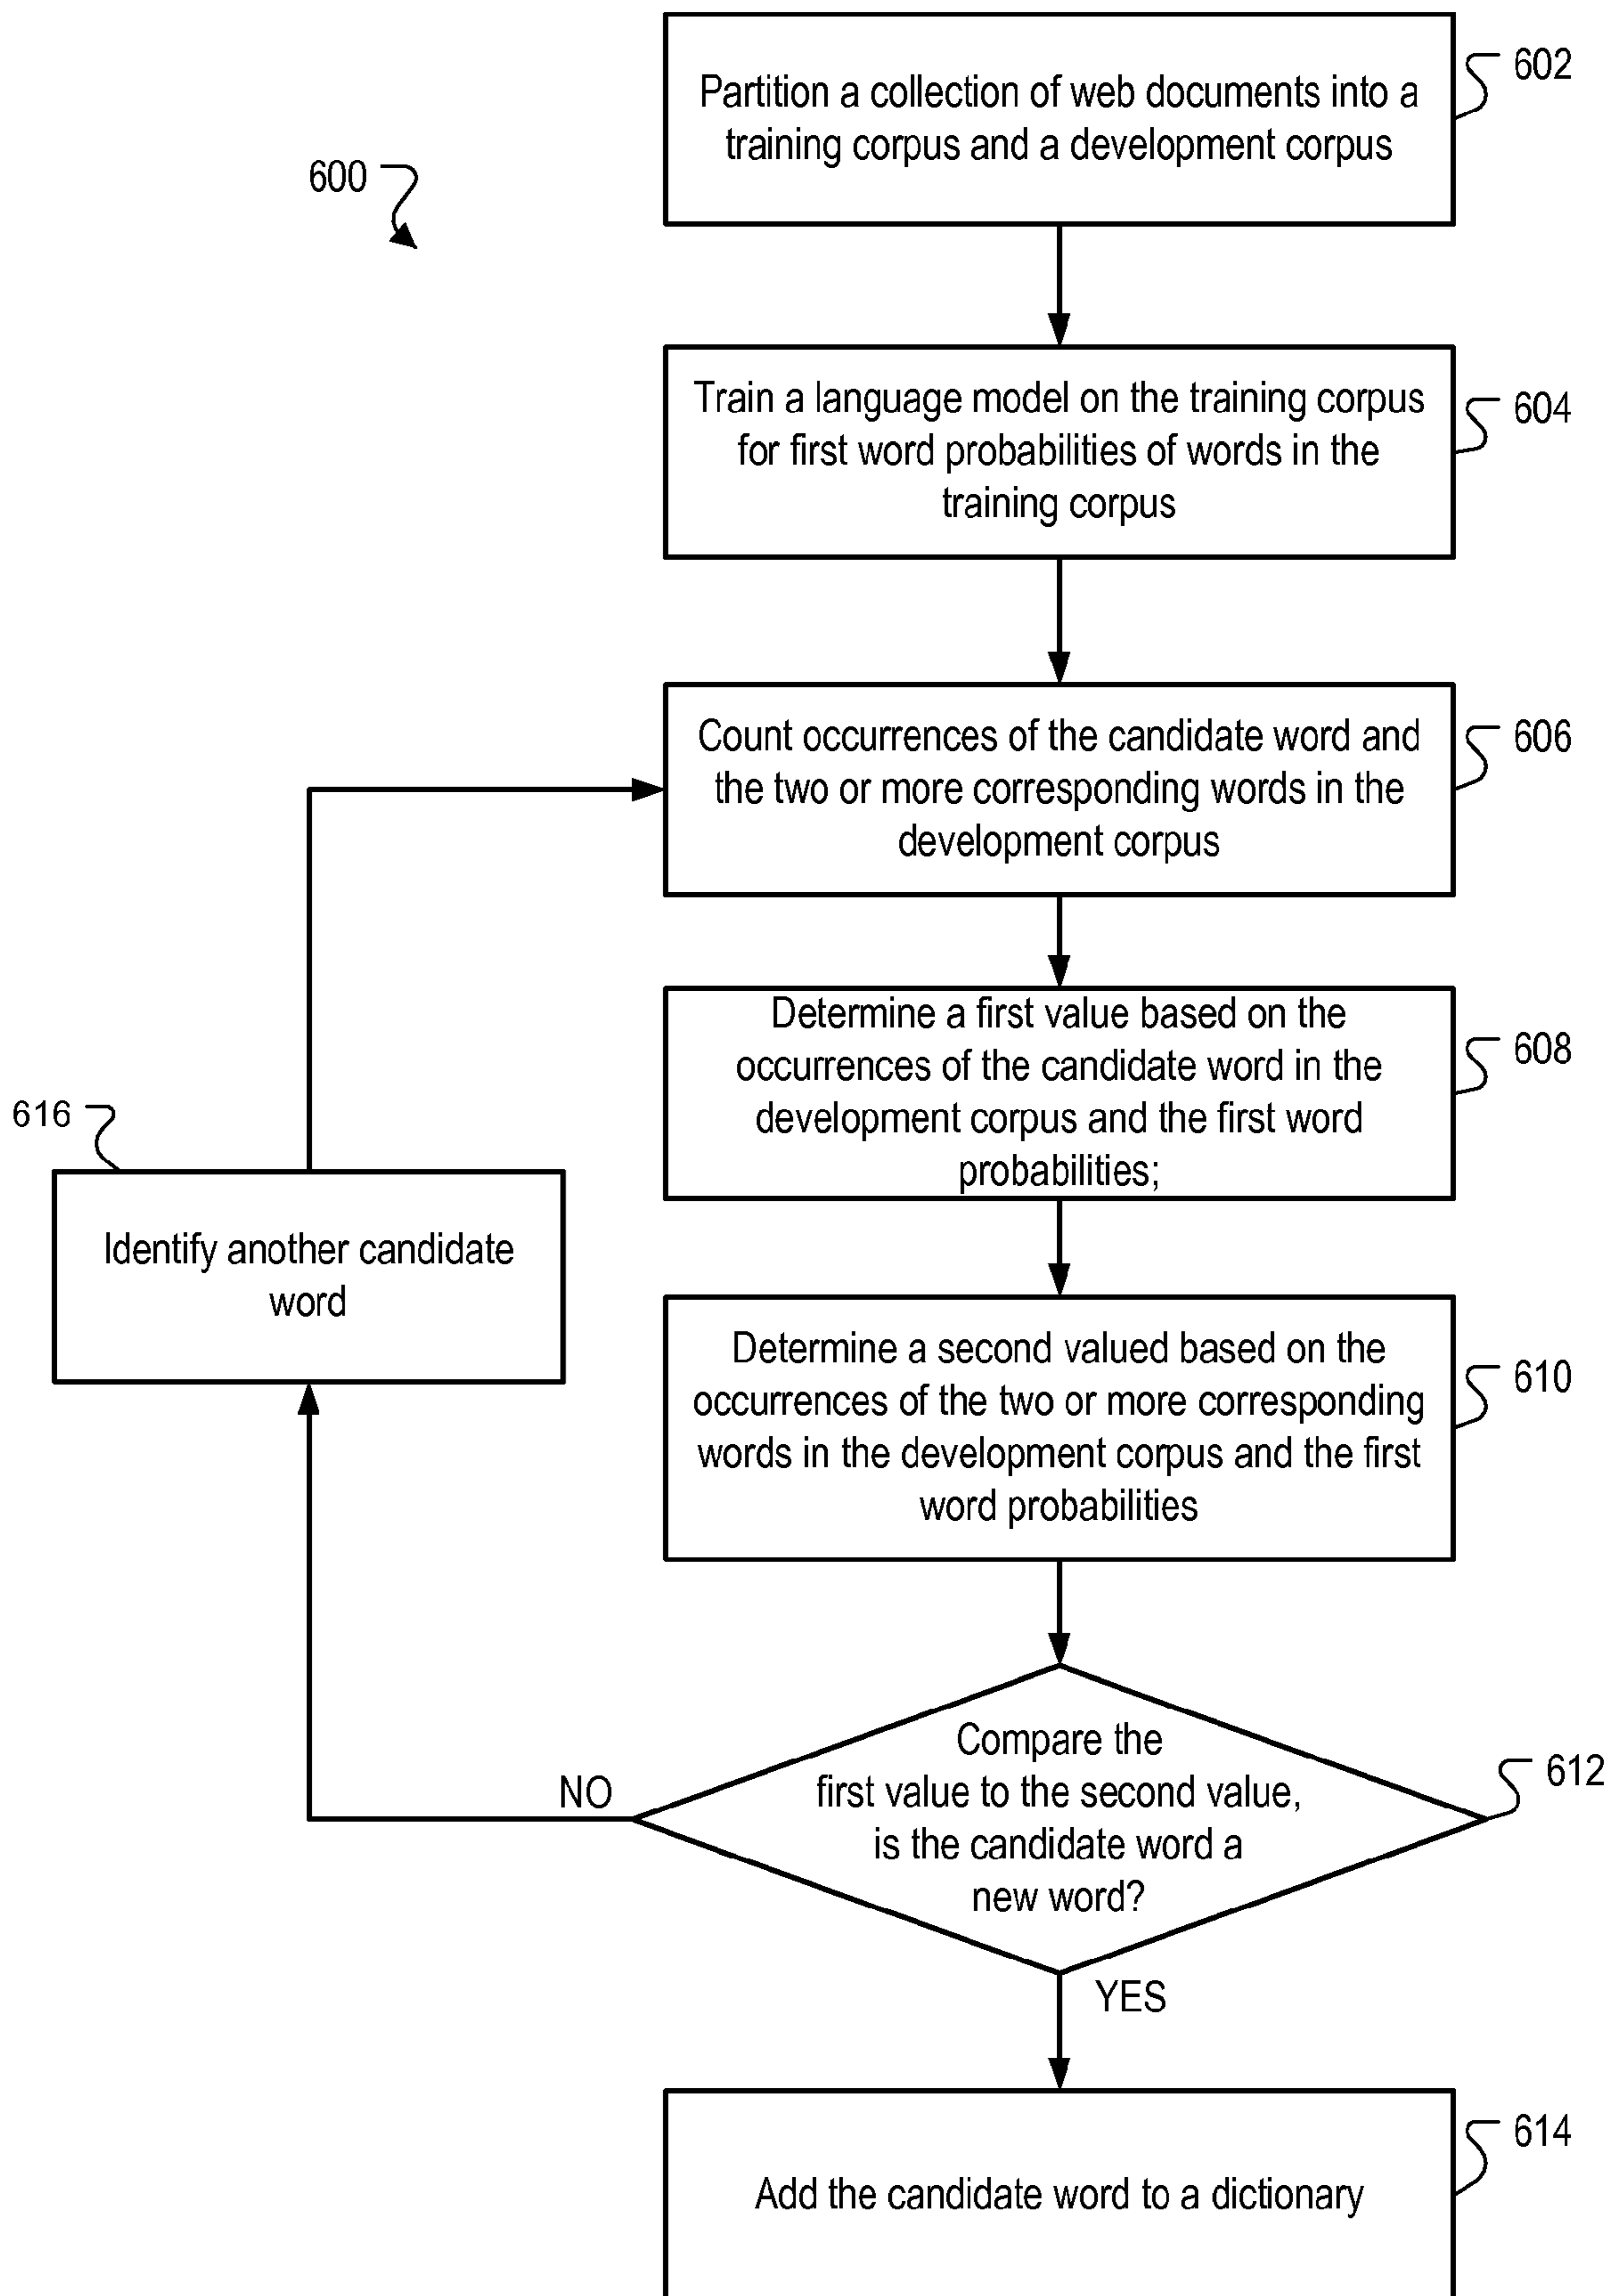 602
Partition a collection of web documents into a
training corpus and a development corpus
600
604
Train a language model on the training corpus
for first word probabilities of words in the
training corpus
606
Count occurrences of the candidate word and
the two or more corresponding words in the
development corpus
608
Determine a first value based on the
occurrences of the candidate word in the
development corpus and the first word
probabilities;
616
Identify another candidate
word
610
Determine a second valued based on the
occurrences of the two or more corresponding
words in the development corpus and the first
word probabilities
612
Compare the
first value to the second value,
is the candidate word a
new word?
NO
YES
614
Add the candidate word to a dictionary